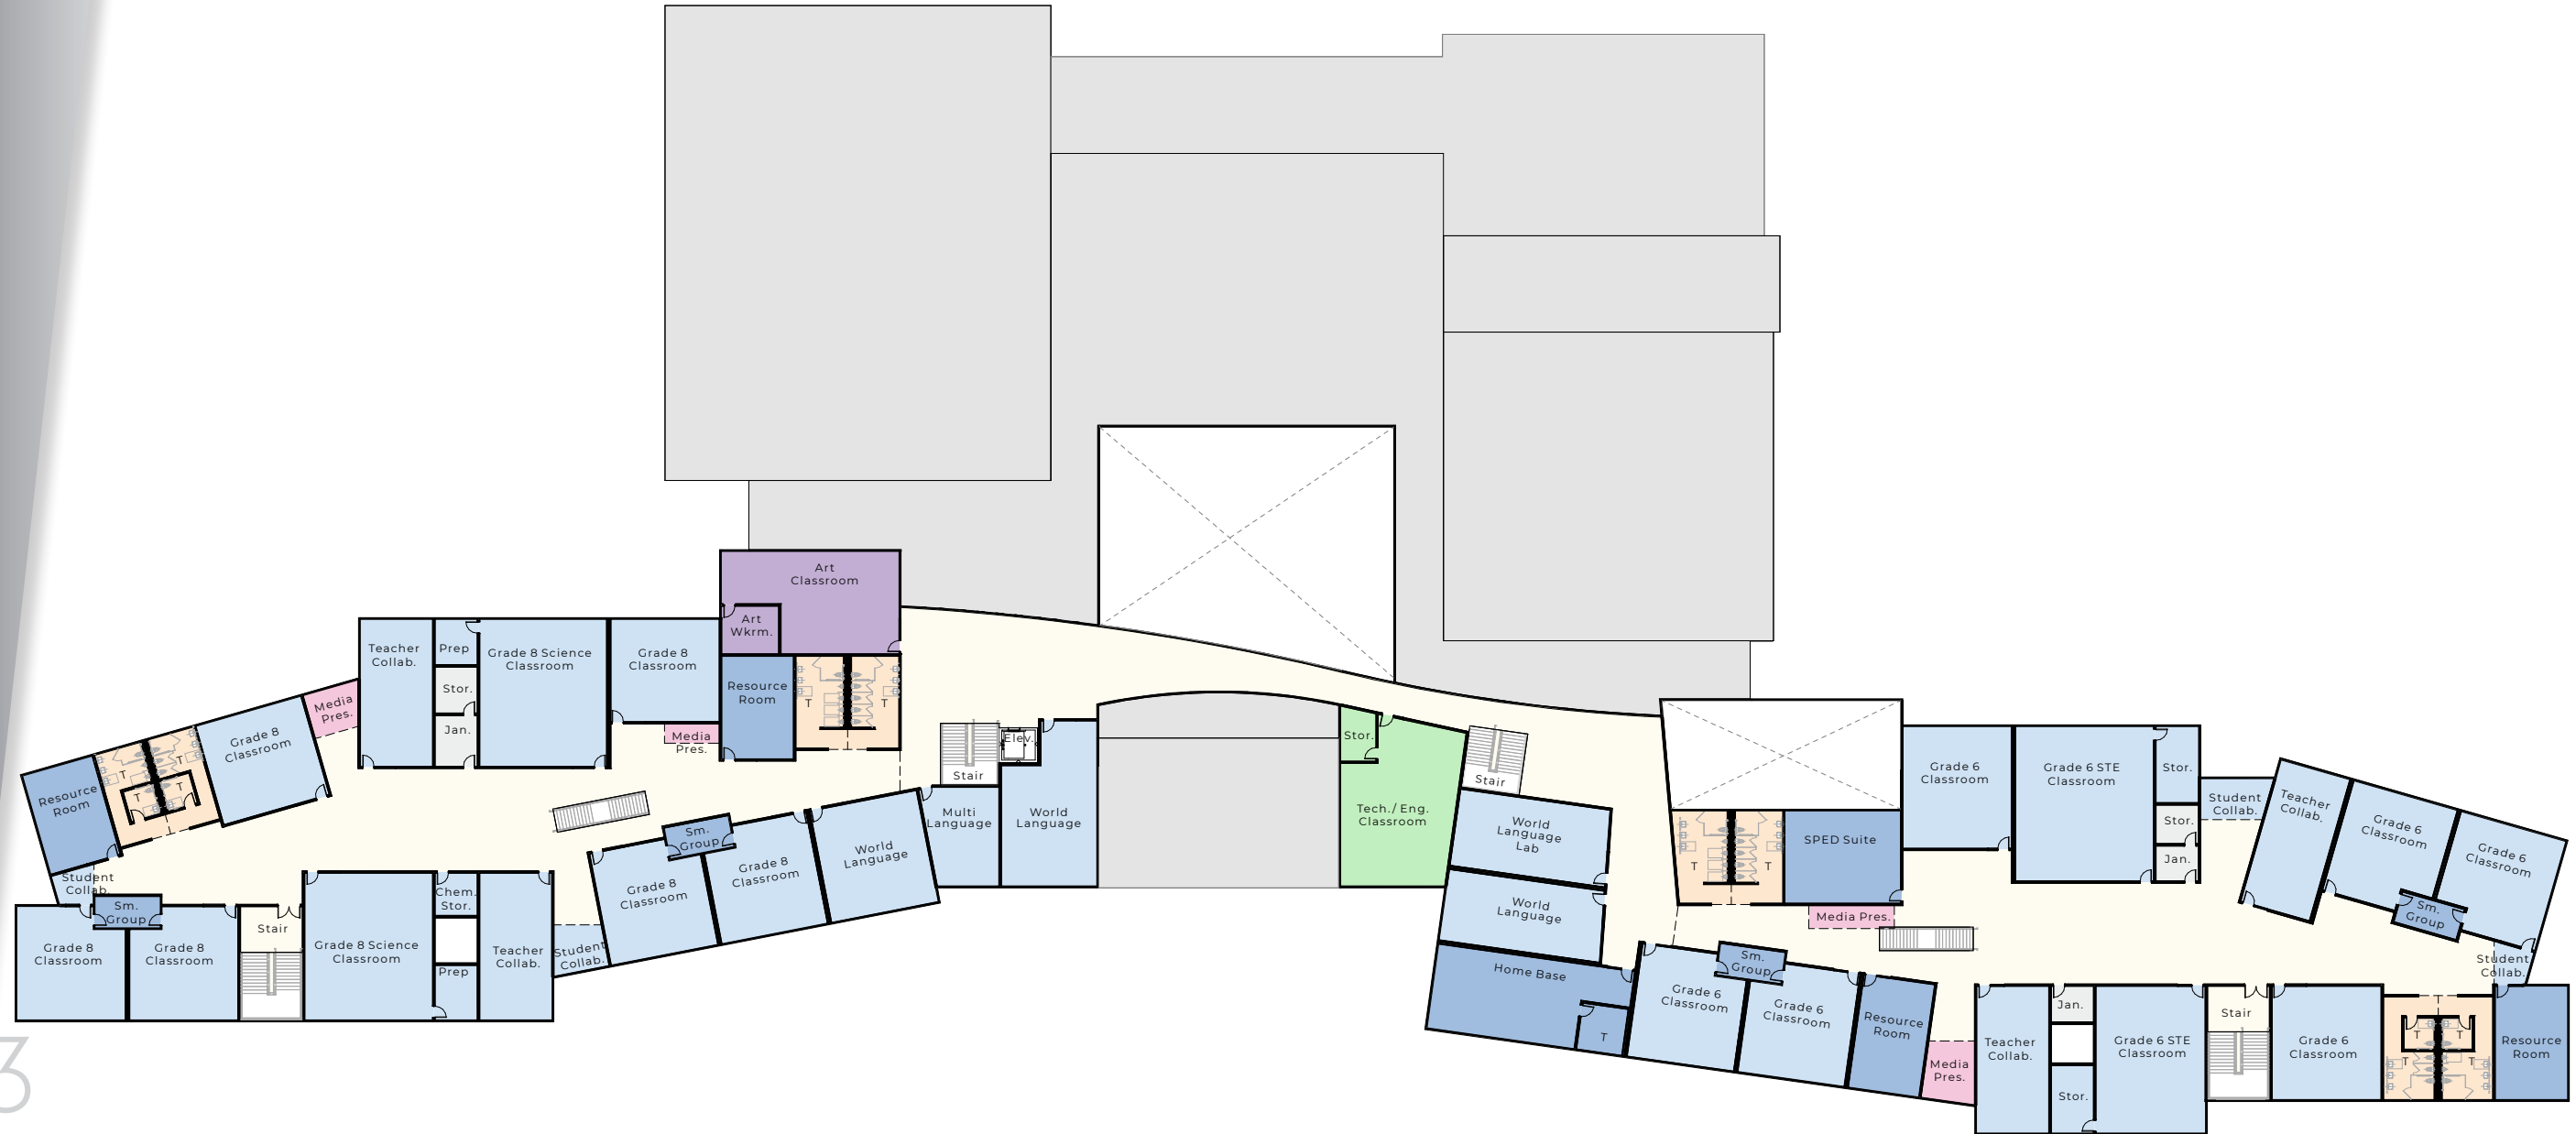 Art
Classroom
Art
Wkrm.
Teacher
Collab.
Prep
Grade 8 Science
Classroom
Grade 8
Classroom
Stor.
Jan.
Resource
Room
T
T
Media
Pres.
Media
Pres.
Grade 8
Classroom
Resource
Room
T
T
T
T
Student
Collab.
Sm.
Group
Grade 8
Classroom
Grade 8
Classroom
Stair
Grade 8 Science
Classroom
Chem.
Stor.
Prep
Teacher
Collab.
Student
Collab.
Grade 8
Classroom
Sm.
Group
Grade 8
Classroom
World
Language
Multi
Language
Stair
Elev.
World
Language
Stor.
Tech./ Eng.
Classroom
Stair
World
Language
Lab
World
Language
Home Base
T
T
T
SPED Suite
Media Pres.
Grade 6
Classroom
Sm.
Group
Grade 6
Classroom
Resource
Room
Media
Pres.
Grade 6
Classroom
Grade 6 STE
Classroom
Stor.
Stor.
Jan.
Student
Collab.
Teacher
Collab.
Grade 6
Classroom
Grade 6
Classroom
Sm.
Group
Student
Collab.
Teacher
Collab.
Jan.
Stor.
Grade 6 STE
Classroom
Stair
Grade 6
Classroom
T
T
T
T
Resource
Room
3